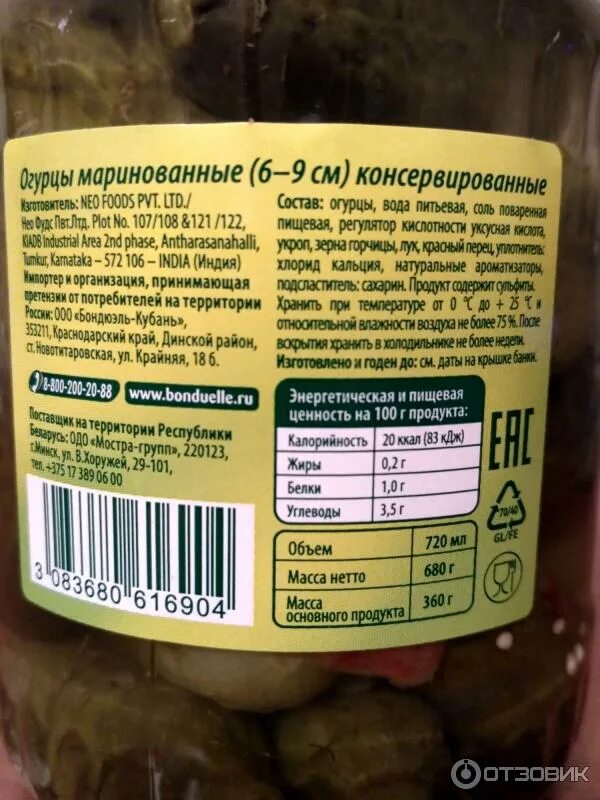 Огурцы маринованные (6–9 см) консервированные
Изготовитель: NEO FOODS PVT. LTD./
Нео Фудс Пвт.Лтд. Plot No. 107/108 &121 /122,
KIADB Industrial Area 2nd phase, Antharasanahalli,
Tumkur, Karnataka – 572 106 – INDIA (Индия)
Импортер и организация, принимающая
претензии от потребителей на территории
России: ООО «Бондюэль-Кубань»,
353211, Краснодарский край, Динской район,
ст. Новотитаровская, ул. Крайняя, 18 б.
8-800-200-20-88
www.bonduelle.ru
Поставщик на территории Республики
Беларусь: ОДО «Мостра-групп», 220123,
г.Минск, ул. В.Хоружей, 29-101,
тел. +375 17 389 06 00
3 083680 616904
Состав: огурцы, вода питьевая, соль поваренная
пищевая, регулятор кислотности уксусная кислота,
укроп, зерна горчицы, лук, красный перец, уплотнитель:
хлорид кальция, натуральные ароматизаторы,
подсластитель: сахарин. Продукт содержит сульфиты.
Хранить при температуре от 0 °C до + 25 °C и
относительной влажности воздуха не более 75 %. После
вскрытия хранить в холодильнике не более недели.
Изготовлено и годен до: см. даты на крышке банки.
Энергетическая и пищевая
ценность на 100 г продукта:
Калорийность 20 ккал (83 кДж)
Жиры 0,2 г
Белки 1,0 г
Углеводы 3,5 г
Объем 720 мл
Масса нетто 680 г
Масса
основного продукта 360 г
EAC
70/40
GL/FE
ОТЗОВИК